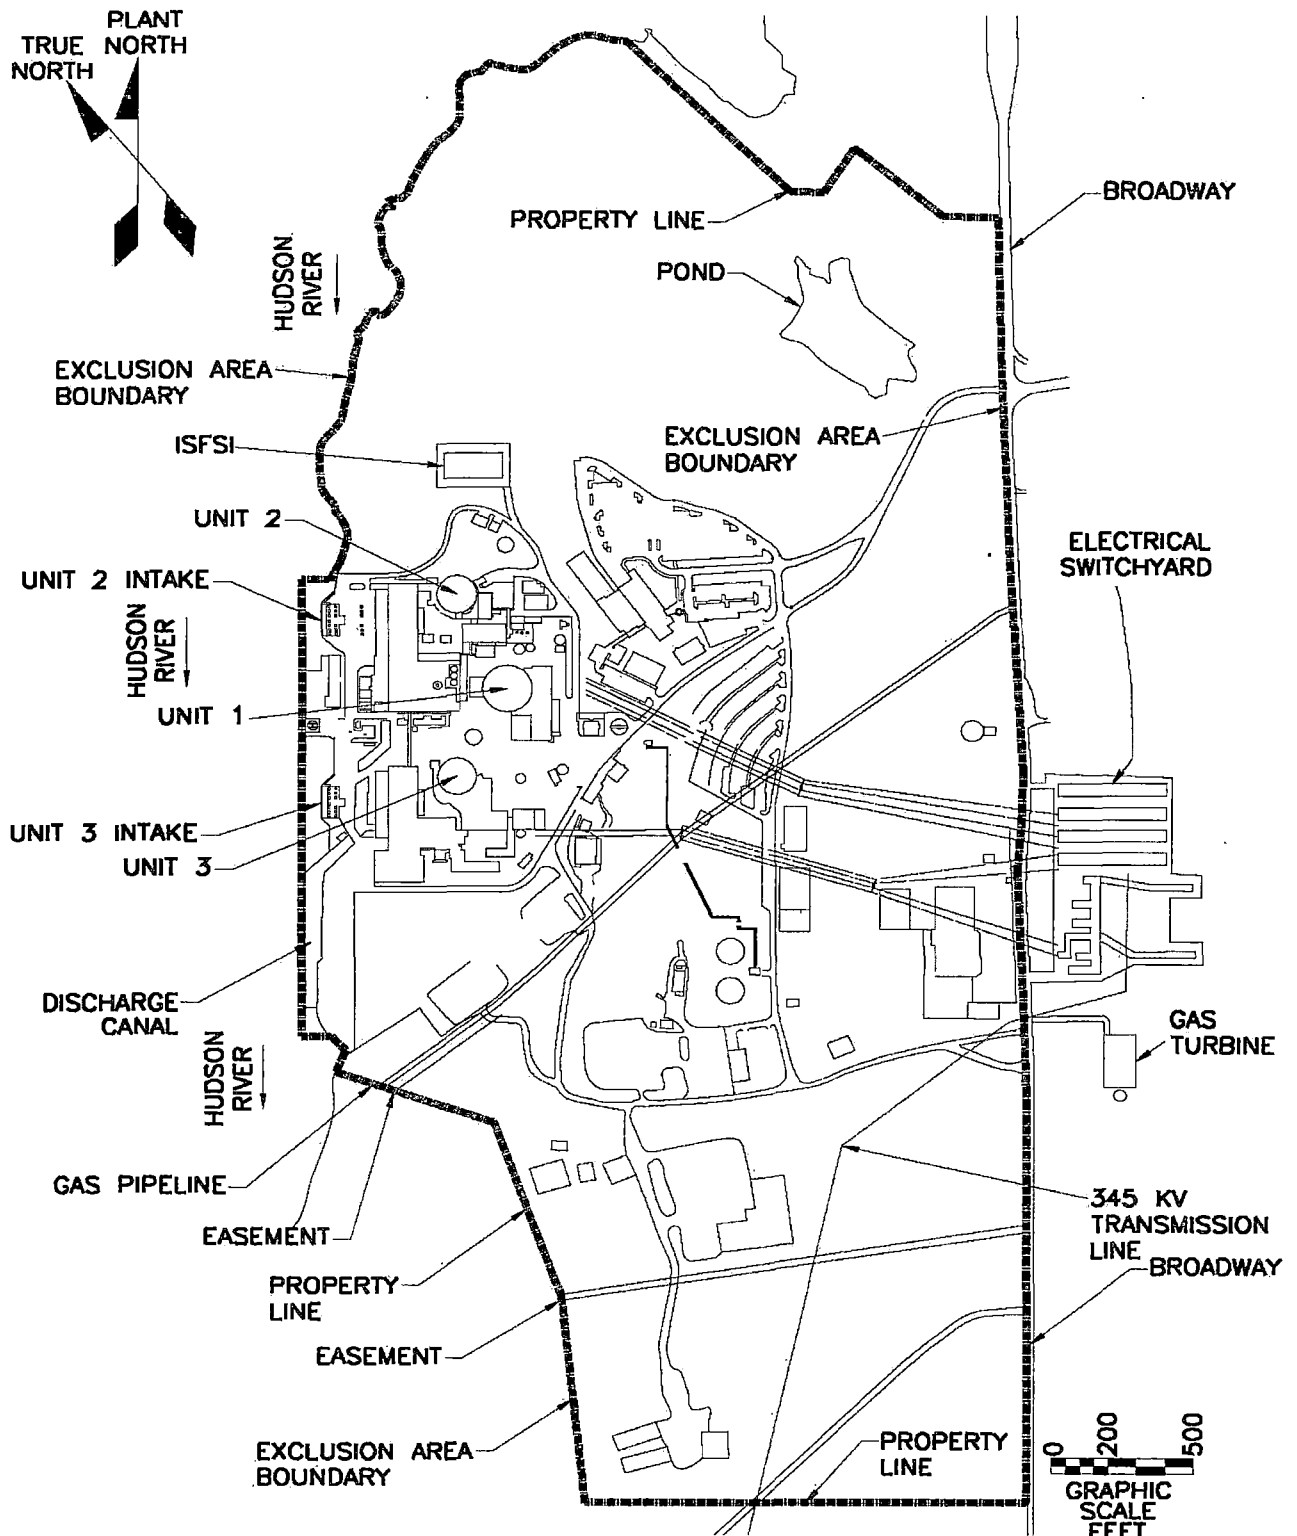 PLANT
NORTH
TRUE
NORTH
BROADWAY
PROPERTY LINE
HUDSON
RIVER
POND
EXCLUSION AREA
BOUNDARY
ISFSI
EXCLUSION AREA
BOUNDARY
UNIT 2
ELECTRICAL
SWITCHYARD
UNIT 2 INTAKE
HUDSON
RIVER
UNIT 1
UNIT 3 INTAKE
UNIT 3
DISCHARGE
CANAL
GAS
TURBINE
HUDSON
RIVER
GAS PIPELINE
345 KV
TRANSMISSION
LINE
EASEMENT
BROADWAY
PROPERTY
LINE
EASEMENT
EXCLUSION AREA
BOUNDARY
PROPERTY
LINE
0 200 500
GRAPHIC
SCALE
FEET